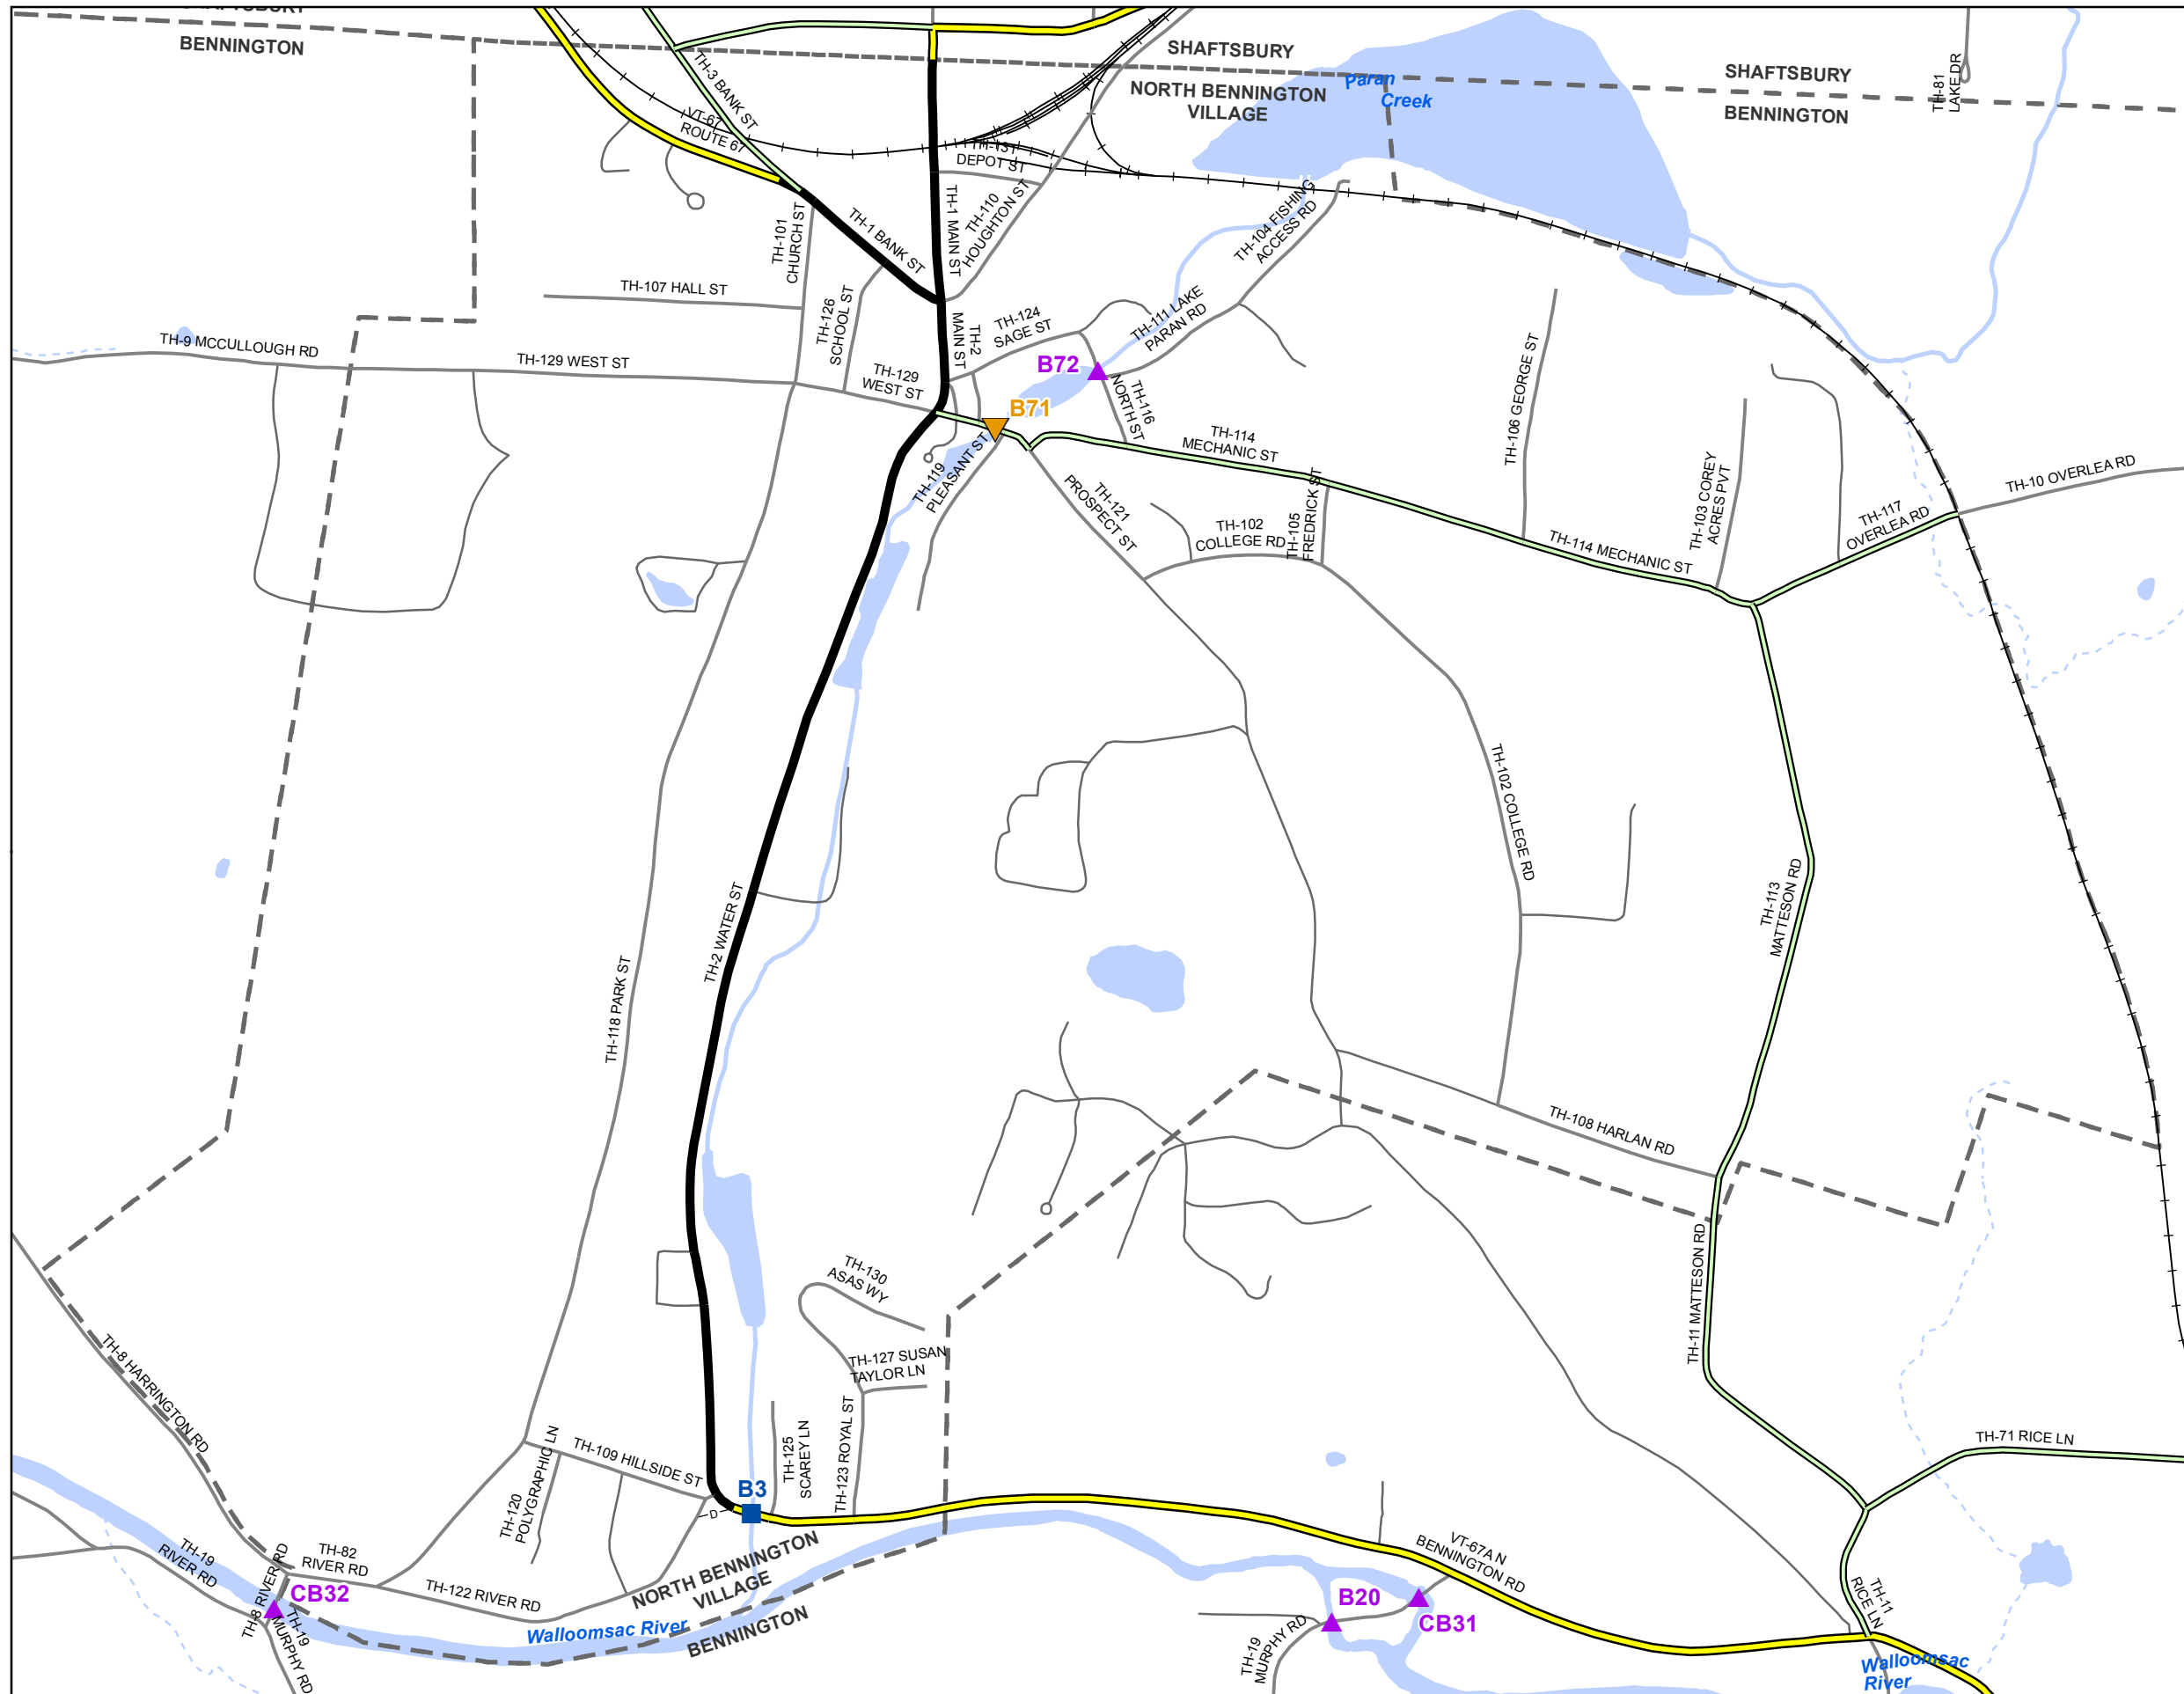 SHAFTSBURY
BENNINGTON
SHAFTSBURY
NORTH BENNINGTON
VILLAGE
Paran
Creek
SHAFTSBURY
BENNINGTON
TH-81
LAKE DR
TH-3 BANK ST
VT-67
ROUTE 67
TH-131
DEPOT ST
TH-101
CHURCH ST
TH-1 BANK ST
TH-1 MAIN ST
TH-110
HOUGHTON ST
TH-104 FISHING
ACCESS RD
TH-107 HALL ST
TH-126
SCHOOL ST
TH-2
MAIN ST
TH-124
SAGE ST
TH-111 LAKE
PARAN RD
TH-9 MCCULLOUGH RD
TH-129 WEST ST
TH-129
WEST ST
B72
B71
TH-116
NORTH ST
TH-114
MECHANIC ST
TH-106 GEORGE ST
TH-119
PLEASANT ST
TH-121
PROSPECT ST
TH-102
COLLEGE RD
TH-105
FREDRICK ST
TH-103 COREY
ACRES PVT
TH-10 OVERLEA RD
TH-117
OVERLEA RD
TH-114 MECHANIC ST
TH-102 COLLEGE RD
TH-113
MATTESON RD
TH-2 WATER ST
TH-118 PARK ST
TH-108 HARLAN RD
TH-11 MATTESON RD
TH-130
ASAS WY
TH-127 SUSAN
TAYLOR LN
TH-8 HARRINGTON RD
TH-109 HILLSIDE ST
TH-120
POLYGRAPHIC LN
TH-125
SCAREY LN
TH-123 ROYAL ST
TH-71 RICE LN
B3
D
NORTH BENNINGTON
VILLAGE
BENNINGTON
Walloomsac River
TH-19
RIVER RD
TH-82
RIVER RD
TH-8 RIVER RD
CB32
TH-19
MURPHY RD
TH-122 RIVER RD
VT-67A N
BENNINGTON RD
B20
CB31
TH-19
MURPHY RD
TH-11
RICE LN
Walloomsac
River